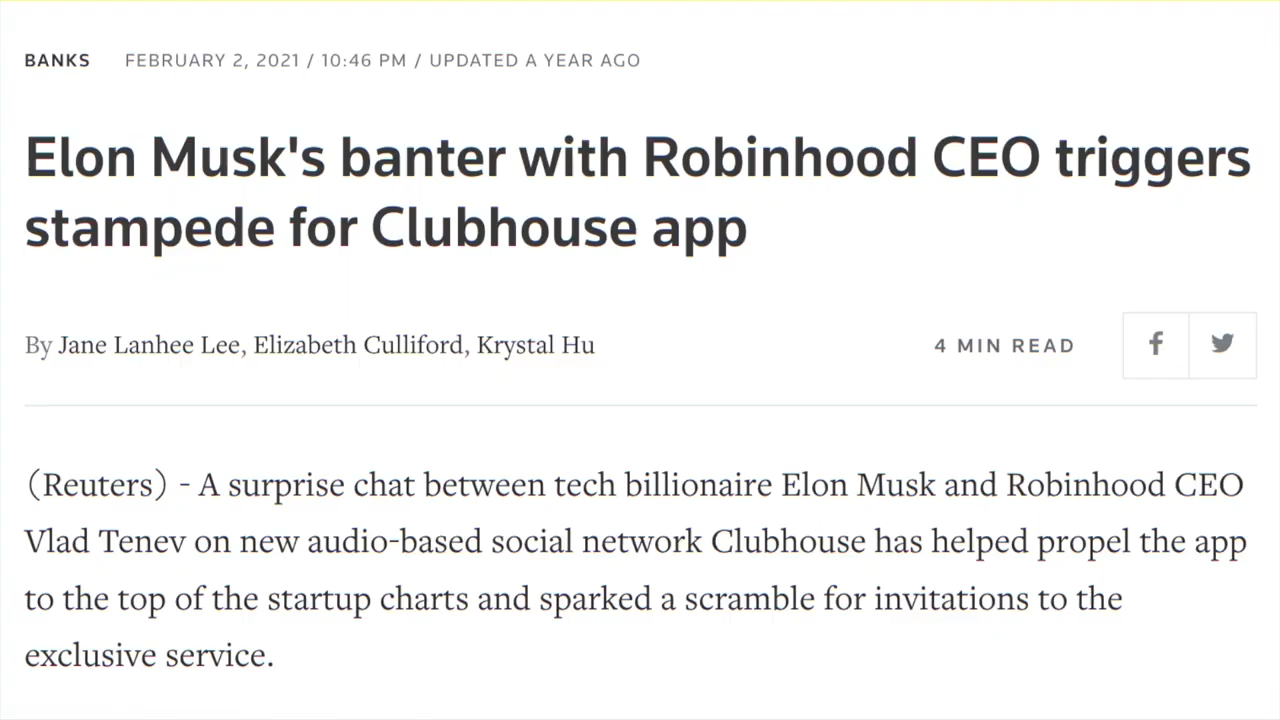 BANKS FEBRUARY 2, 2021 / 10:46 PM / UPDATED A YEAR AGO
Elon Musk's banter with Robinhood CEO triggers
stampede for Clubhouse app
By Jane Lanhee Lee, Elizabeth Culliford, Krystal Hu 4 MIN READ
(Reuters) - A surprise chat between tech billionaire Elon Musk and Robinhood CEO
Vlad Tenev on new audio-based social network Clubhouse has helped propel the app
to the top of the startup charts and sparked a scramble for invitations to the
exclusive service.